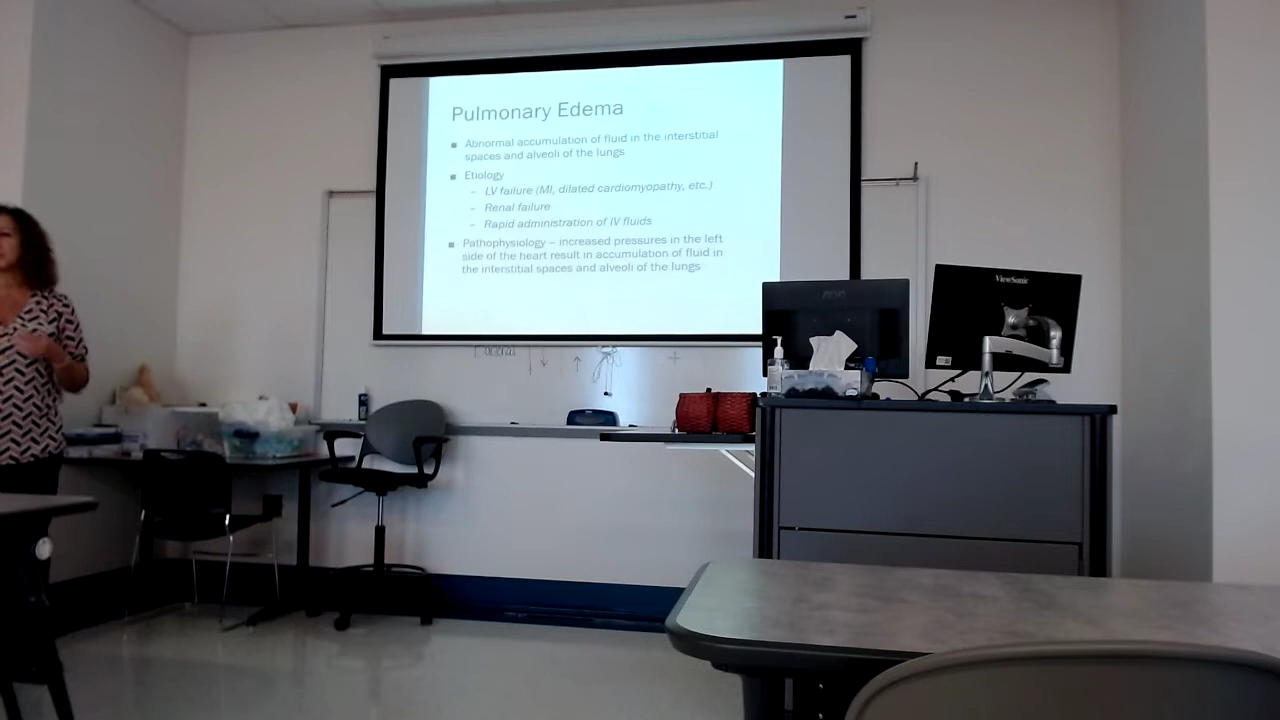 Pulmonary Edema
■ Abnormal accumulation of fluid in the interstitial
spaces and alveoli of the lungs
■ Etiology
– LV failure (MI, dilated cardiomyopathy, etc.)
– Renal failure
– Rapid administration of IV fluids
■ Pathophysiology – increased pressures in the left
side of the heart result in accumulation of fluid in
the interstitial spaces and alveoli of the lungs
ViewSonic